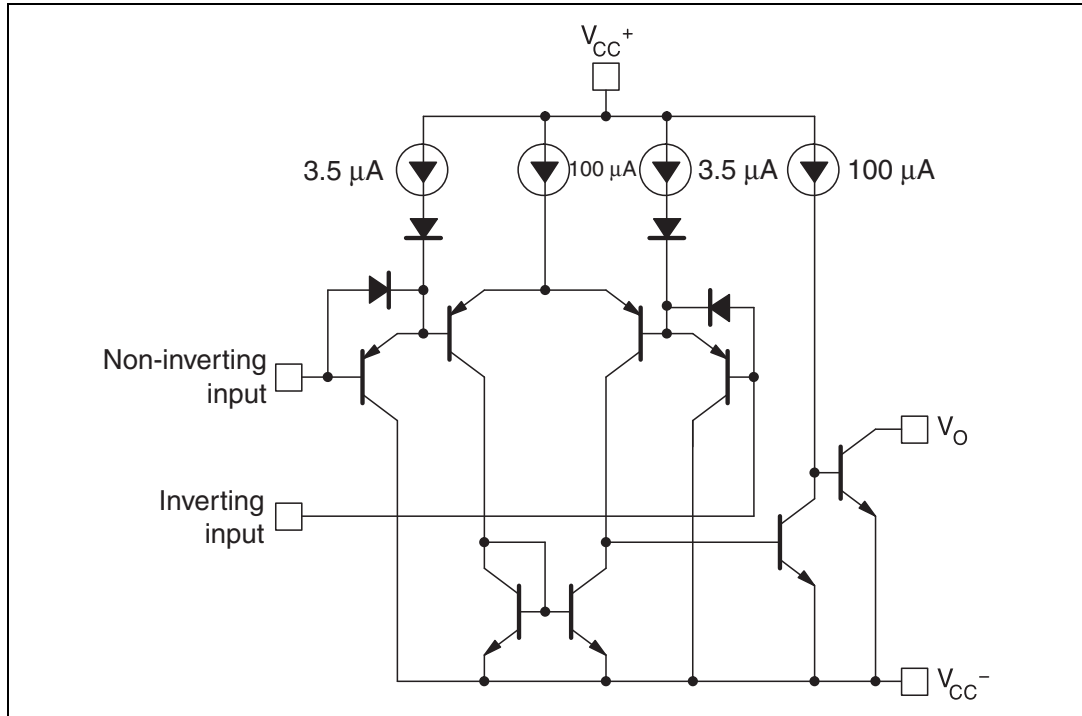 V_CC⁺
3.5 μA
100 μA
3.5 μA
100 μA
Non-inverting
input
V_O
Inverting
input
V_CC⁻